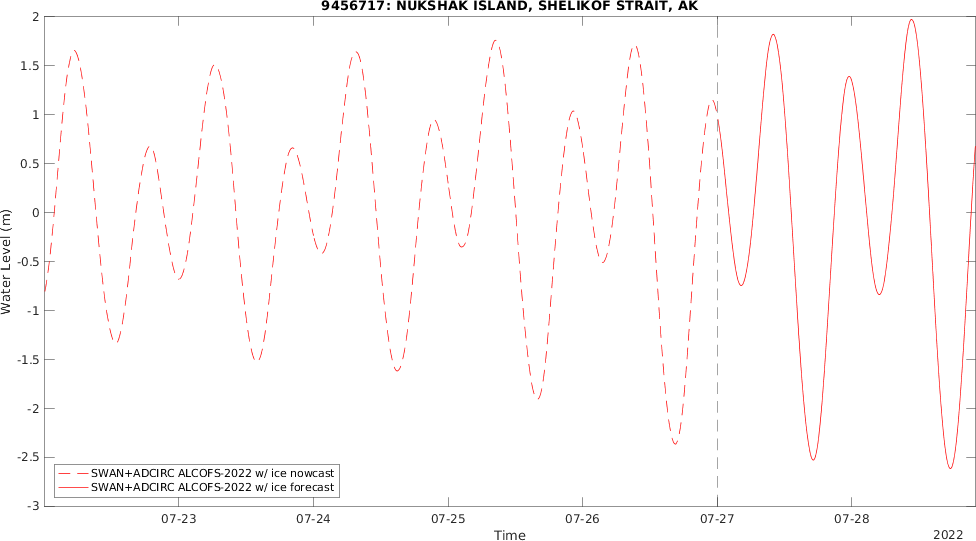 9456717: NUKSHAK ISLAND, SHELIKOF STRAIT, AK
2
1.5
1
0.5
0
-0.5
-1
-1.5
-2
-2.5
-3
Water Level (m)
SWAN+ADCIRC ALCOFS-2022 w/ ice nowcast
SWAN+ADCIRC ALCOFS-2022 w/ ice forecast
07-23 07-24 07-25 07-26 07-27 07-28
Time
2022